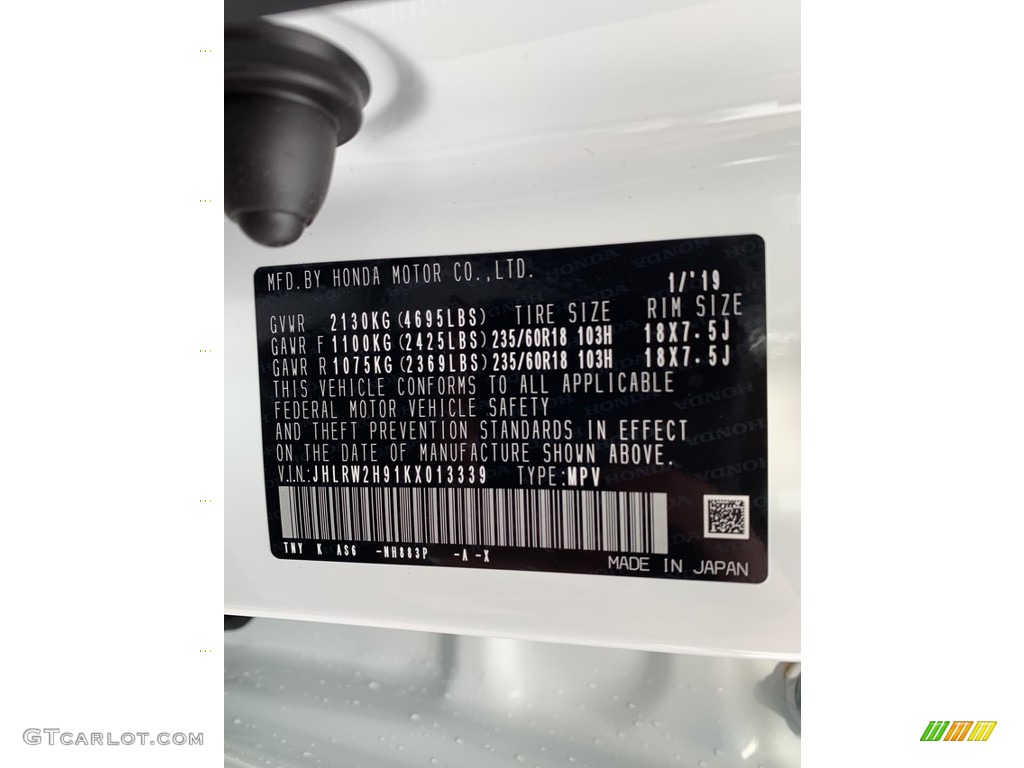 MFD.BY HONDA MOTOR CO.,LTD. 1/'19
GVWR 2130KG(4695LBS) TIRE SIZE RIM SIZE
GAWR F 1100KG(2425LBS) 235/60R18 103H 18X7.5J
GAWR R 1075KG(2369LBS) 235/60R18 103H 18X7.5J
THIS VEHICLE CONFORMS TO ALL APPLICABLE
FEDERAL MOTOR VEHICLE SAFETY
AND THEFT PREVENTION STANDARDS IN EFFECT
ON THE DATE OF MANUFACTURE SHOWN ABOVE.
V.I.N.:JHLRW2H91KX013339 TYPE:MPV
TNY K AS6 -NH883P -A -X
MADE IN JAPAN
GTCARLOT.COM